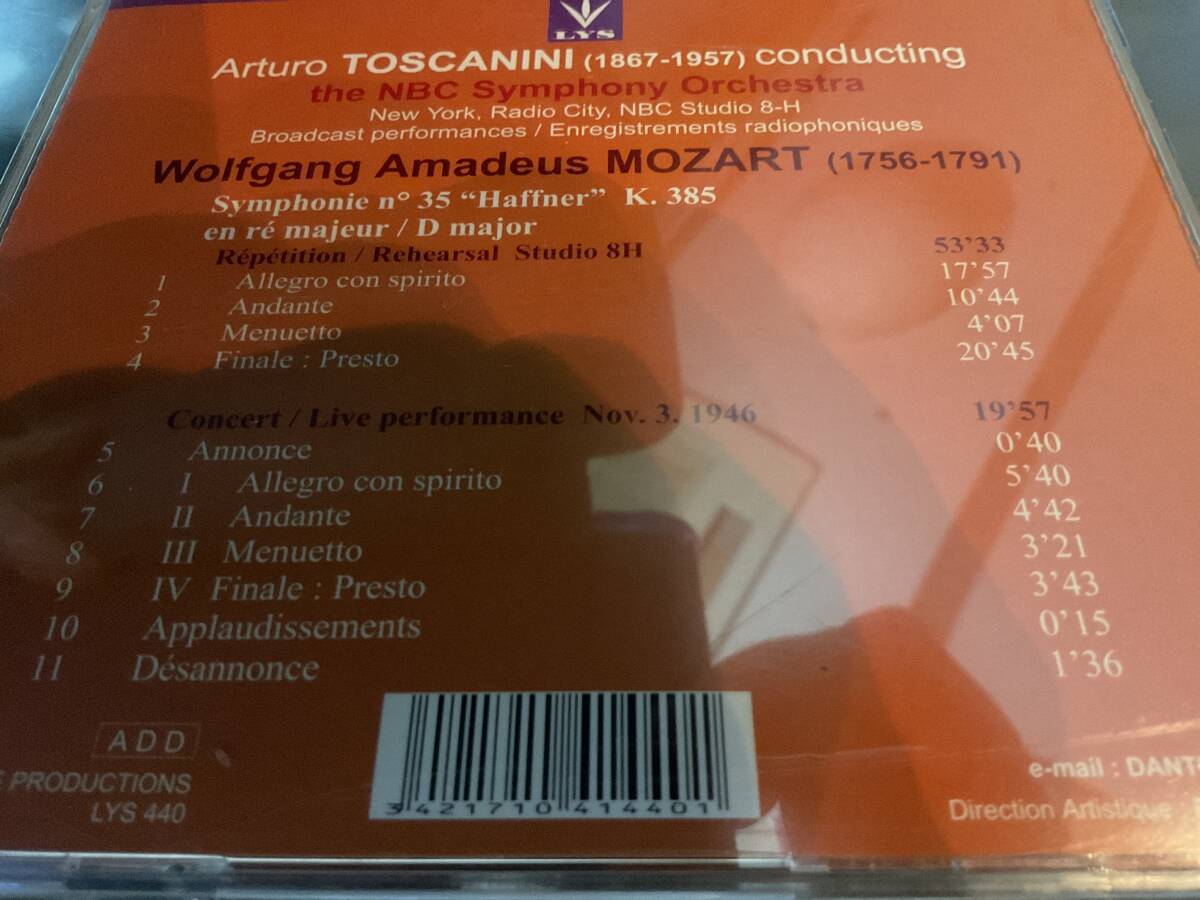 LYS
Arturo TOSCANINI (1867-1957) conducting
the NBC Symphony Orchestra
New York, Radio City, NBC Studio 8-H
Broadcast performances / Enregistrements radiophoniques
Wolfgang Amadeus MOZART (1756-1791)
Symphonie n° 35 “Haffner” K. 385
en ré majeur / D major
Répétition / Rehearsal Studio 8H 53’33
1 Allegro con spirito 17’57
2 Andante 10’44
3 Menuetto 4’07
4 Finale : Presto 20’45
Concert / Live performance Nov. 3. 1946 19’57
5 Annonce 0’40
6 I Allegro con spirito 5’40
7 II Andante 4’42
8 III Menuetto 3’21
9 IV Finale : Presto 3’43
10 Applaudissements 0’15
11 Désannonce 1’36
ADD
PRODUCTIONS
LYS 440
3 421710 414401
e-mail : DANT
Direction Artistique